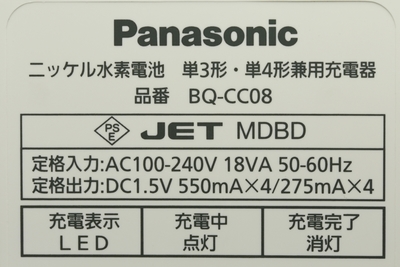 Panasonic
ニッケル水素電池 単3形・単4形兼用充電器
品番 BQ-CC08
PS E JET MDBD
定格入力:AC100-240V 18VA 50-60Hz
定格出力:DC1.5V 550mA×4/275mA×4
充電表示 充電中 充電完了
LED 点灯 消灯